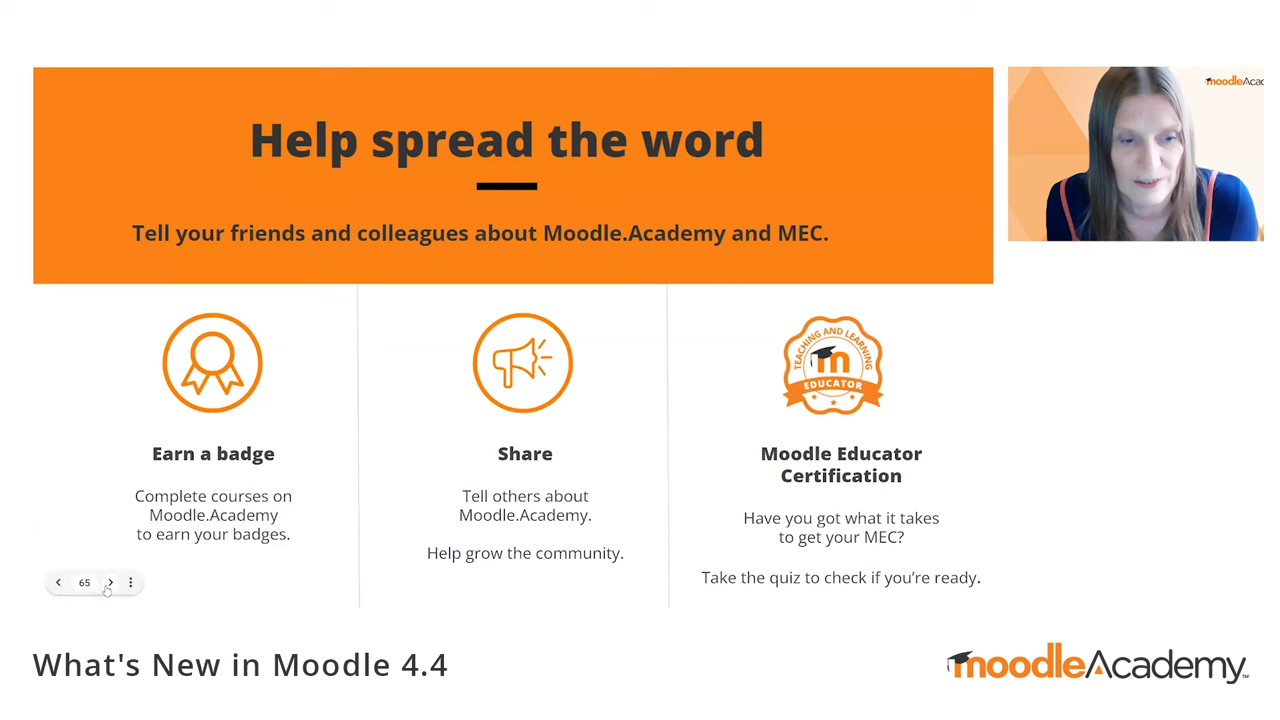 Help spread the word
Tell your friends and colleagues about Moodle.Academy and MEC.
moodleAcad
TEACHING AND LEARNING
m
EDUCATOR
Earn a badge
Complete courses on
Moodle.Academy
to earn your badges.
Share
Tell others about
Moodle.Academy.
Help grow the community.
Moodle Educator
Certification
Have you got what it takes
to get your MEC?
Take the quiz to check if you’re ready.
65
What's New in Moodle 4.4
moodleAcademy™